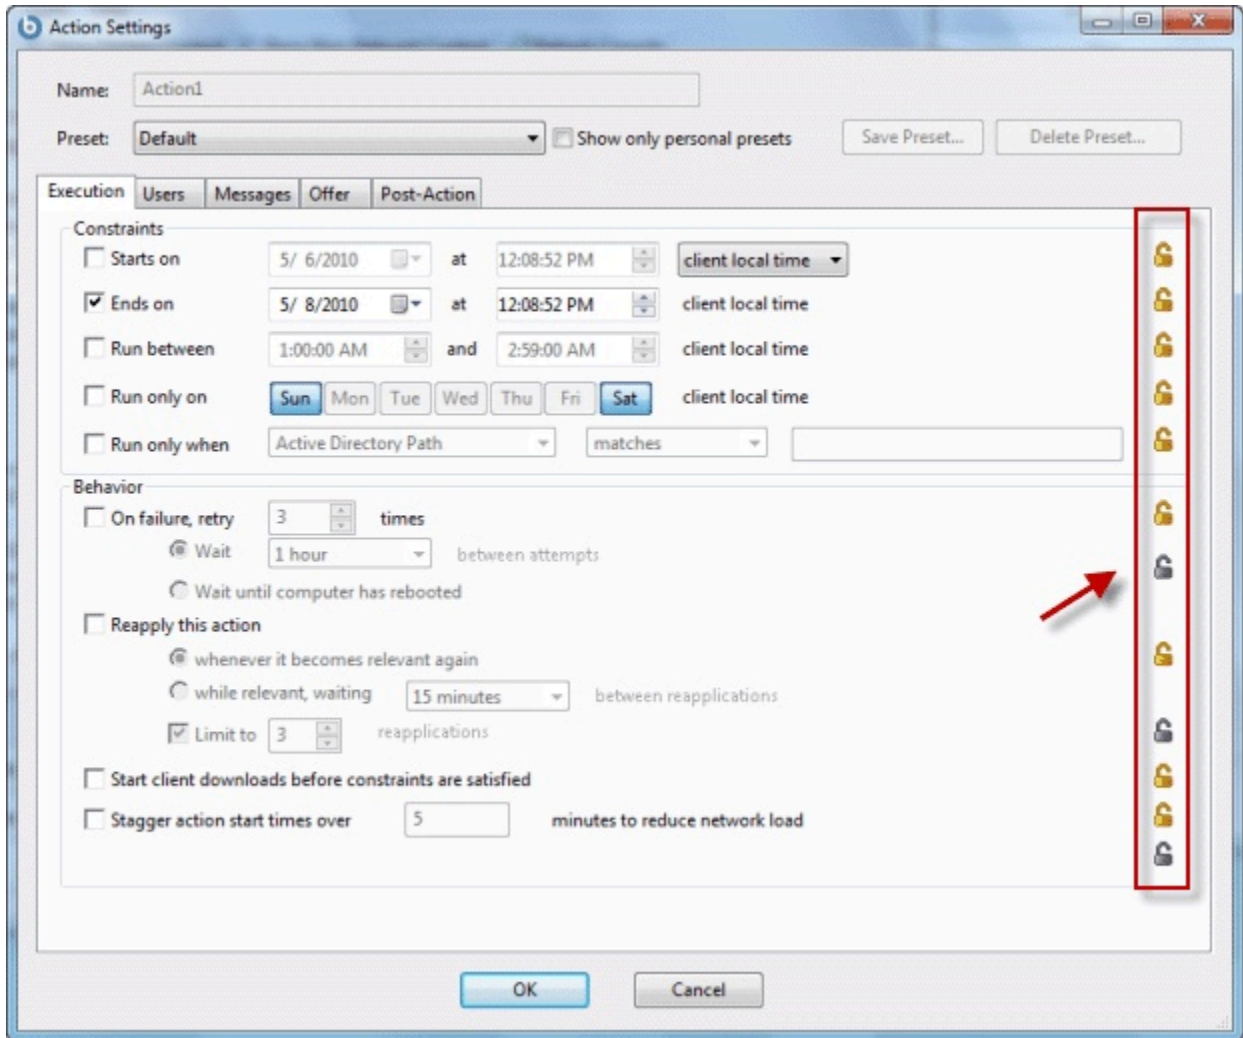 Action Settings
Name: Action1
Preset: Default Show only personal presets Save Preset... Delete Preset...
Execution Users Messages Offer Post-Action
Constraints
Starts on 5/ 6/2010 at 12:08:52 PM client local time
Ends on 5/ 8/2010 at 12:08:52 PM client local time
Run between 1:00:00 AM and 2:59:00 AM client local time
Run only on Sun Mon Tue Wed Thu Fri Sat client local time
Run only when Active Directory Path matches
Behavior
On failure, retry 3 times
Wait 1 hour between attempts
Wait until computer has rebooted
Reapply this action
whenever it becomes relevant again
while relevant, waiting 15 minutes between reapplications
Limit to 3 reapplications
Start client downloads before constraints are satisfied
Stagger action start times over 5 minutes to reduce network load
OK Cancel